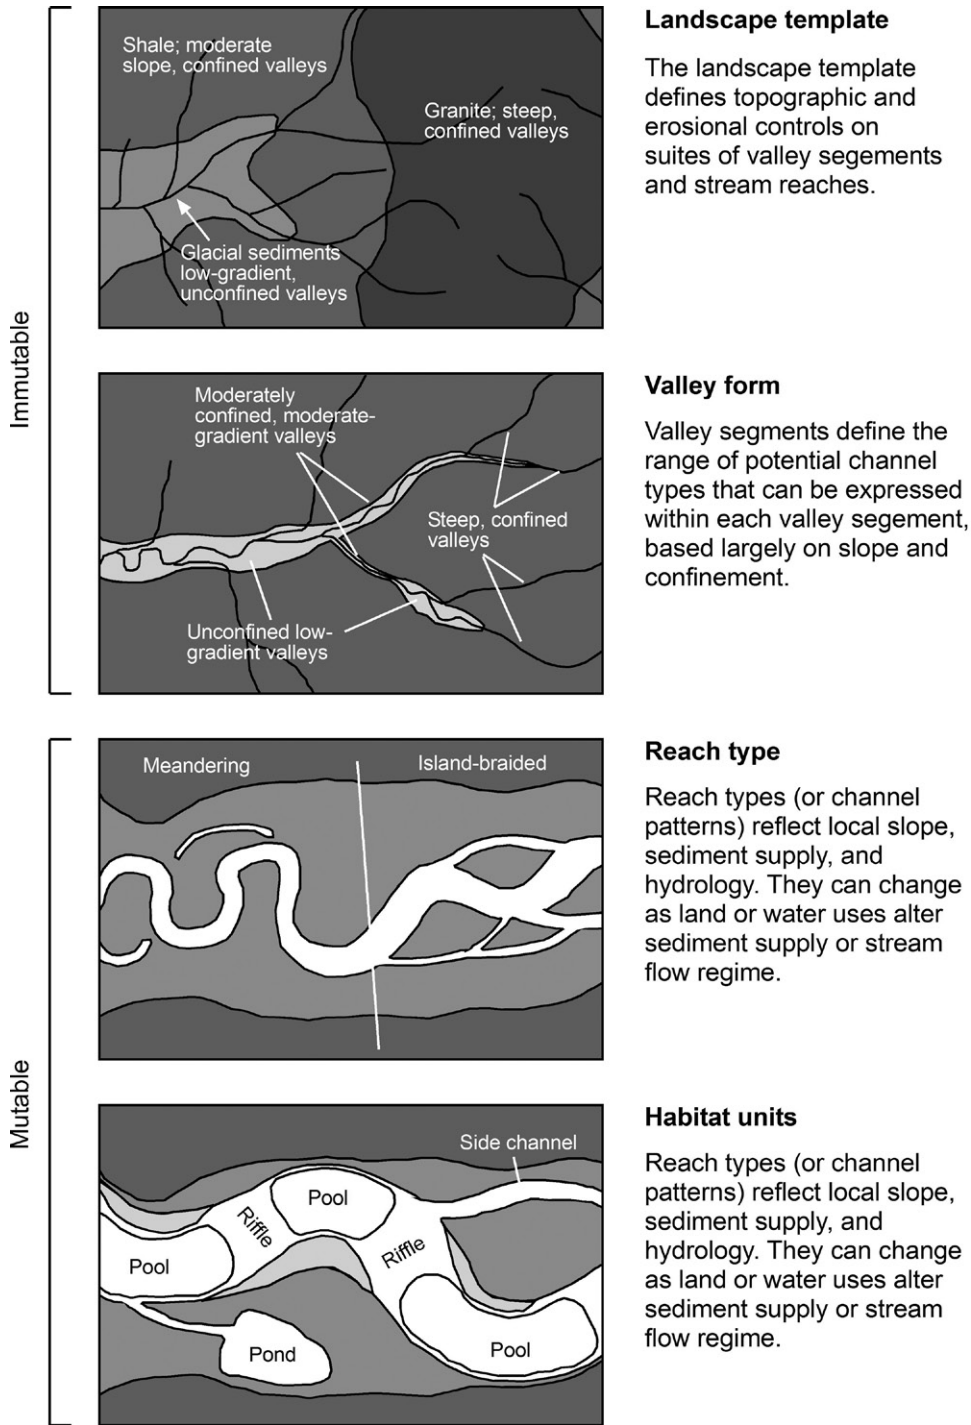 Immutable
Shale; moderate
slope, confined valleys
Granite; steep,
confined valleys
Glacial sediments
low-gradient,
unconfined valleys
Landscape template
The landscape template
defines topographic and
erosional controls on
suites of valley segements
and stream reaches.
Moderately
confined, moderate-
gradient valleys
Steep, confined
valleys
Unconfined low-
gradient valleys
Valley form
Valley segments define the
range of potential channel
types that can be expressed
within each valley segement,
based largely on slope and
confinement.
Mutable
Meandering
Island-braided
Reach type
Reach types (or channel
patterns) reflect local slope,
sediment supply, and
hydrology. They can change
as land or water uses alter
sediment supply or stream
flow regime.
Side channel
Pool
Riffle
Pool
Riffle
Pond
Pool
Habitat units
Reach types (or channel
patterns) reflect local slope,
sediment supply, and
hydrology. They can change
as land or water uses alter
sediment supply or stream
flow regime.